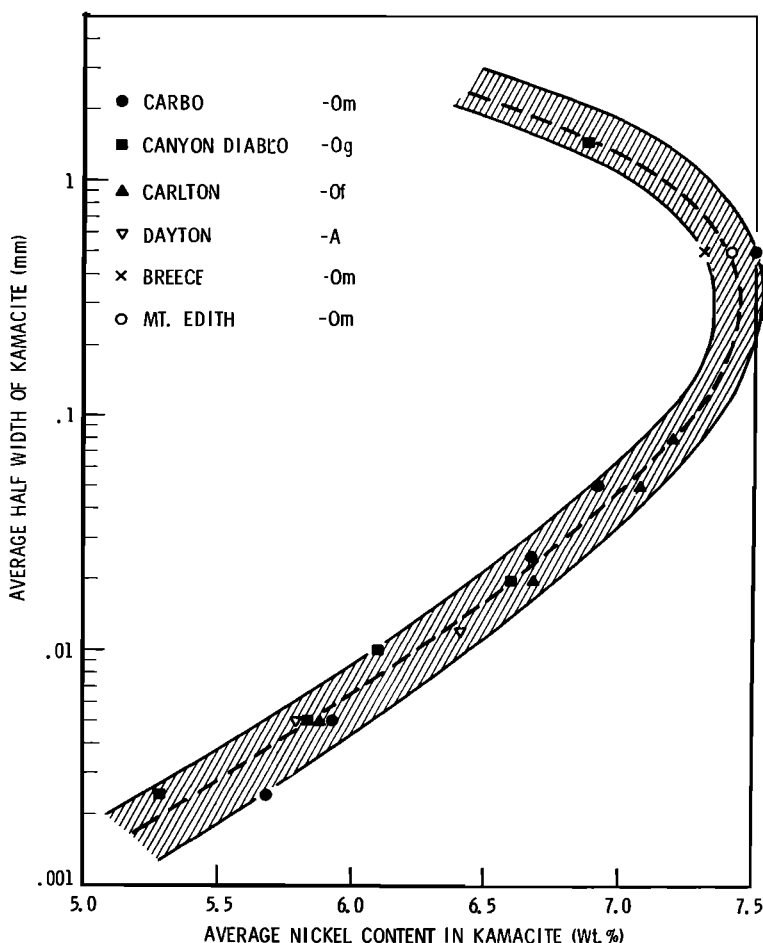 1
.1
.01
.001
AVERAGE HALF WIDTH OF KAMACITE (mm)
CARBO -Om
CANYON DIABLO -Og
CARLTON -Of
DAYTON -A
BREECE -Om
MT. EDITH -Om
5.0 5.5 6.0 6.5 7.0 7.5
AVERAGE NICKEL CONTENT IN KAMACITE (Wt.%)